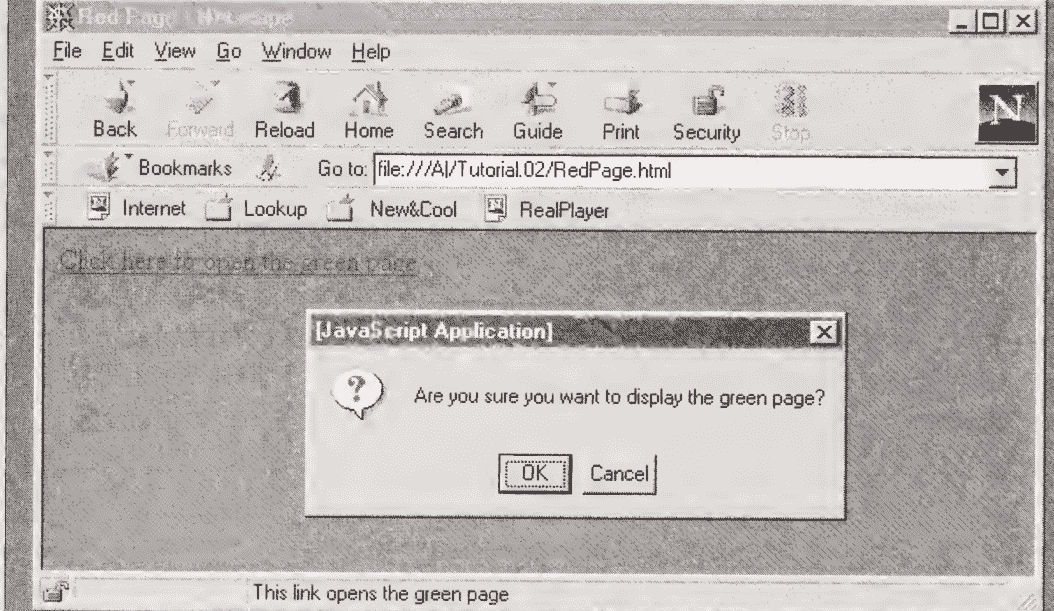 Red Page - Netscape
File Edit View Go Window Help
Back Forward Reload Home Search Guide Print Security Stop
N
Bookmarks Go to: file:///A|/Tutorial.02/RedPage.html
Internet Lookup New&Cool RealPlayer
Click here to open the green page
[JavaScript Application]
?
Are you sure you want to display the green page?
OK Cancel
This link opens the green page